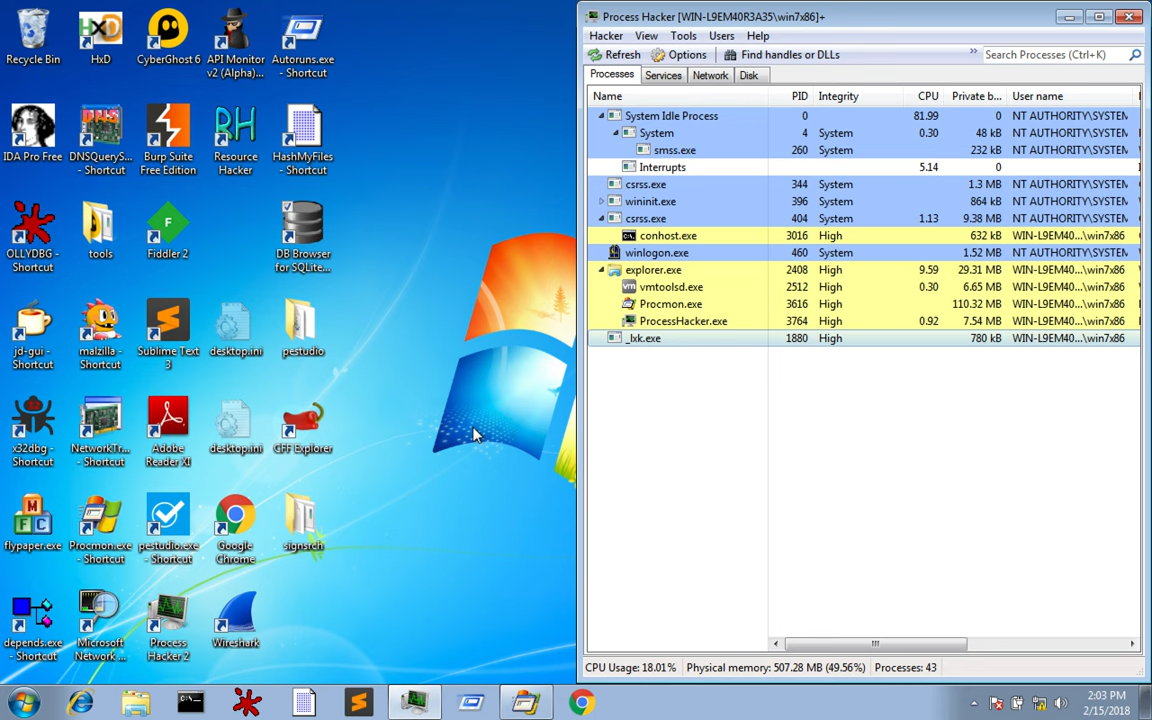 Recycle Bin
HxD
CyberGhost 6
API Monitor
v2 (Alpha)...
Autoruns.exe
- Shortcut
IDA Pro Free
DNSQueryS...
- Shortcut
Burp Suite
Free Edition
Resource
Hacker
HashMyFiles
- Shortcut
OLLYDBG -
Shortcut
tools
Fiddler 2
DB Browser
for SQLite...
jd-gui -
Shortcut
malzilla -
Shortcut
Sublime Text
3
desktop.ini
pestudio
x32dbg -
Shortcut
NetworkTr...
- Shortcut
Adobe
Reader XI
desktop.ini
CFF Explorer
flypaper.exe
Procmon.exe
- Shortcut
pestudio.exe
- Shortcut
Google
Chrome
signsrch
depends.exe
- Shortcut
Microsoft
Network ...
Process
Hacker 2
Wireshark
Process Hacker [WIN-L9EM40R3A35\win7x86]+
Hacker View Tools Users Help
Refresh Options Find handles or DLLs » Search Processes (Ctrl+K)
Processes Services Network Disk
Name PID Integrity CPU Private b... User name
System Idle Process 0 81.99 0 NT AUTHORITY\SYSTEM
System 4 System 0.30 48 kB NT AUTHORITY\SYSTEM
smss.exe 260 System 232 kB NT AUTHORITY\SYSTEM
Interrupts 5.14 0
csrss.exe 344 System 1.3 MB NT AUTHORITY\SYSTEM
wininit.exe 396 System 864 kB NT AUTHORITY\SYSTEM
csrss.exe 404 System 1.13 9.38 MB NT AUTHORITY\SYSTEM
conhost.exe 3016 High 632 kB WIN-L9EM40...\win7x86
winlogon.exe 460 System 1.52 MB NT AUTHORITY\SYSTEM
explorer.exe 2408 High 9.59 29.31 MB WIN-L9EM40...\win7x86
vmtoolsd.exe 2512 High 0.30 6.65 MB WIN-L9EM40...\win7x86
Procmon.exe 3616 High 110.32 MB WIN-L9EM40...\win7x86
ProcessHacker.exe 3764 High 0.92 7.54 MB WIN-L9EM40...\win7x86
_lxk.exe 1880 High 780 kB WIN-L9EM40...\win7x86
CPU Usage: 18.01% Physical memory: 507.28 MB (49.56%) Processes: 43
2:03 PM
2/15/2018